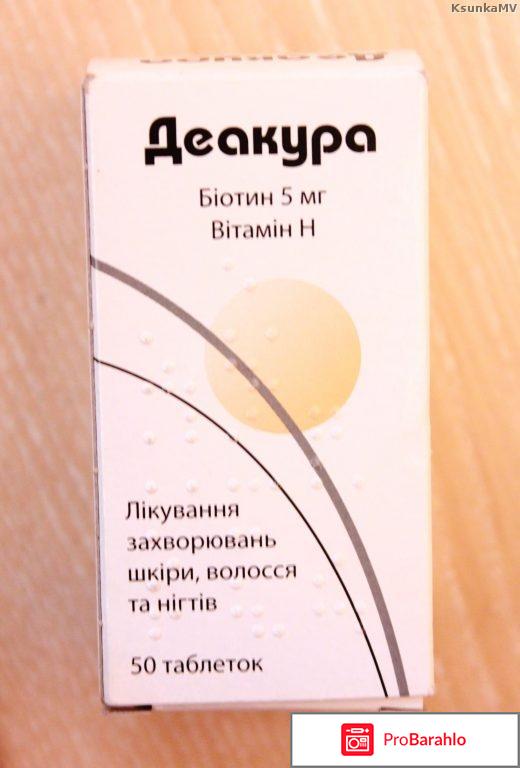 KsunkaMV
Деакура
Біотин 5 мг
Вітамін Н
Лікування
захворювань
шкіри, волосся
та нігтів
50 таблеток
ProBarahlo